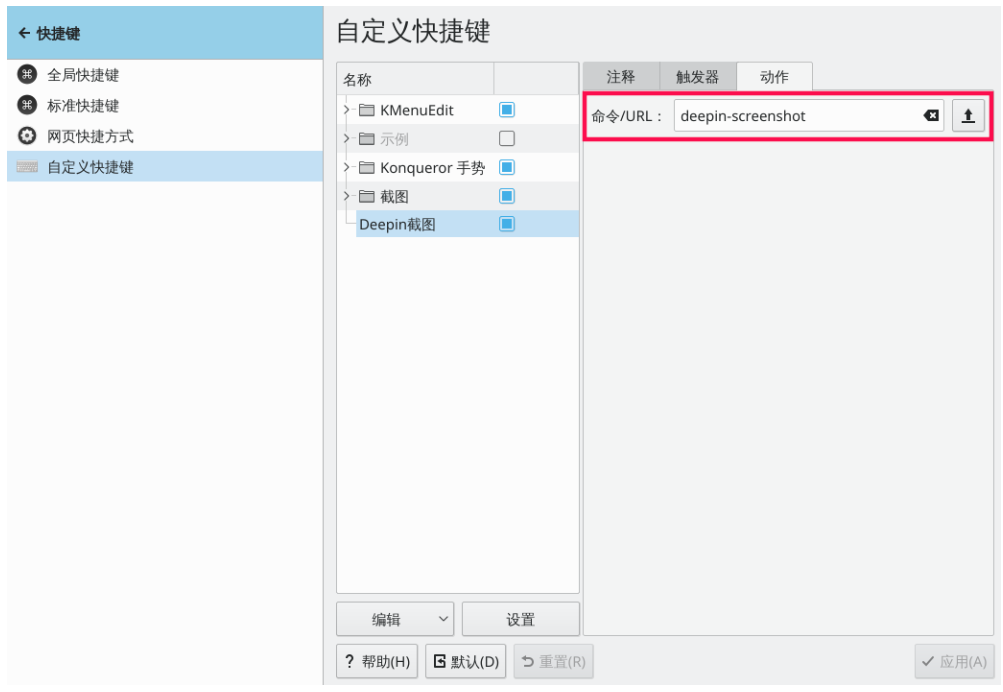 快捷键
全局快捷键
标准快捷键
网页快捷方式
自定义快捷键
自定义快捷键
名称
KMenuEdit
示例
Konqueror 手势
截图
Deepin截图
注释 触发器 动作
命令/URL： deepin-screenshot
编辑 设置
? 帮助(H) 默认(D) 重置(R) 应用(A)